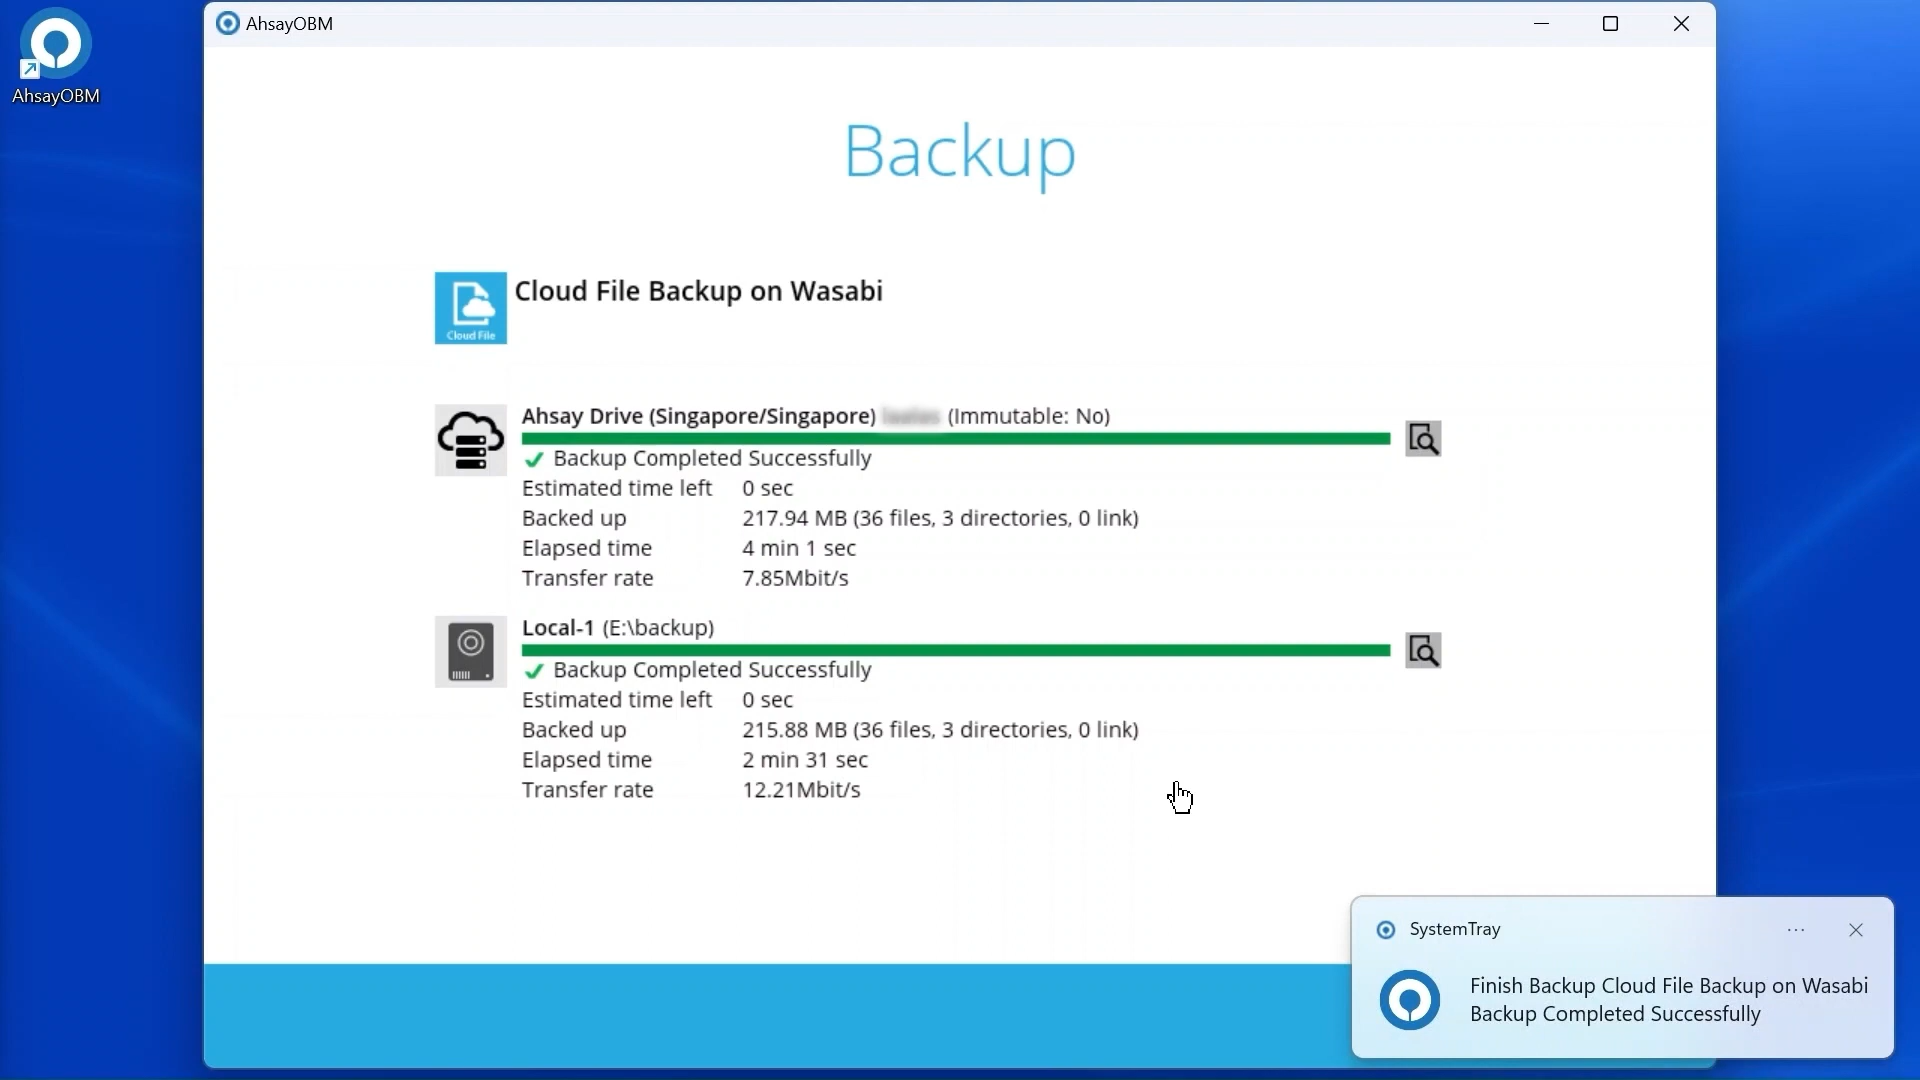 AhsayOBM
AhsayOBM
Backup
Cloud File
Cloud File Backup on Wasabi
Ahsay Drive (Singapore/Singapore) (Immutable: No)
Backup Completed Successfully
Estimated time left 0 sec
Backed up 217.94 MB (36 files, 3 directories, 0 link)
Elapsed time 4 min 1 sec
Transfer rate 7.85Mbit/s
Local-1 (E:\backup)
Backup Completed Successfully
Estimated time left 0 sec
Backed up 215.88 MB (36 files, 3 directories, 0 link)
Elapsed time 2 min 31 sec
Transfer rate 12.21Mbit/s
SystemTray
Finish Backup Cloud File Backup on Wasabi
Backup Completed Successfully